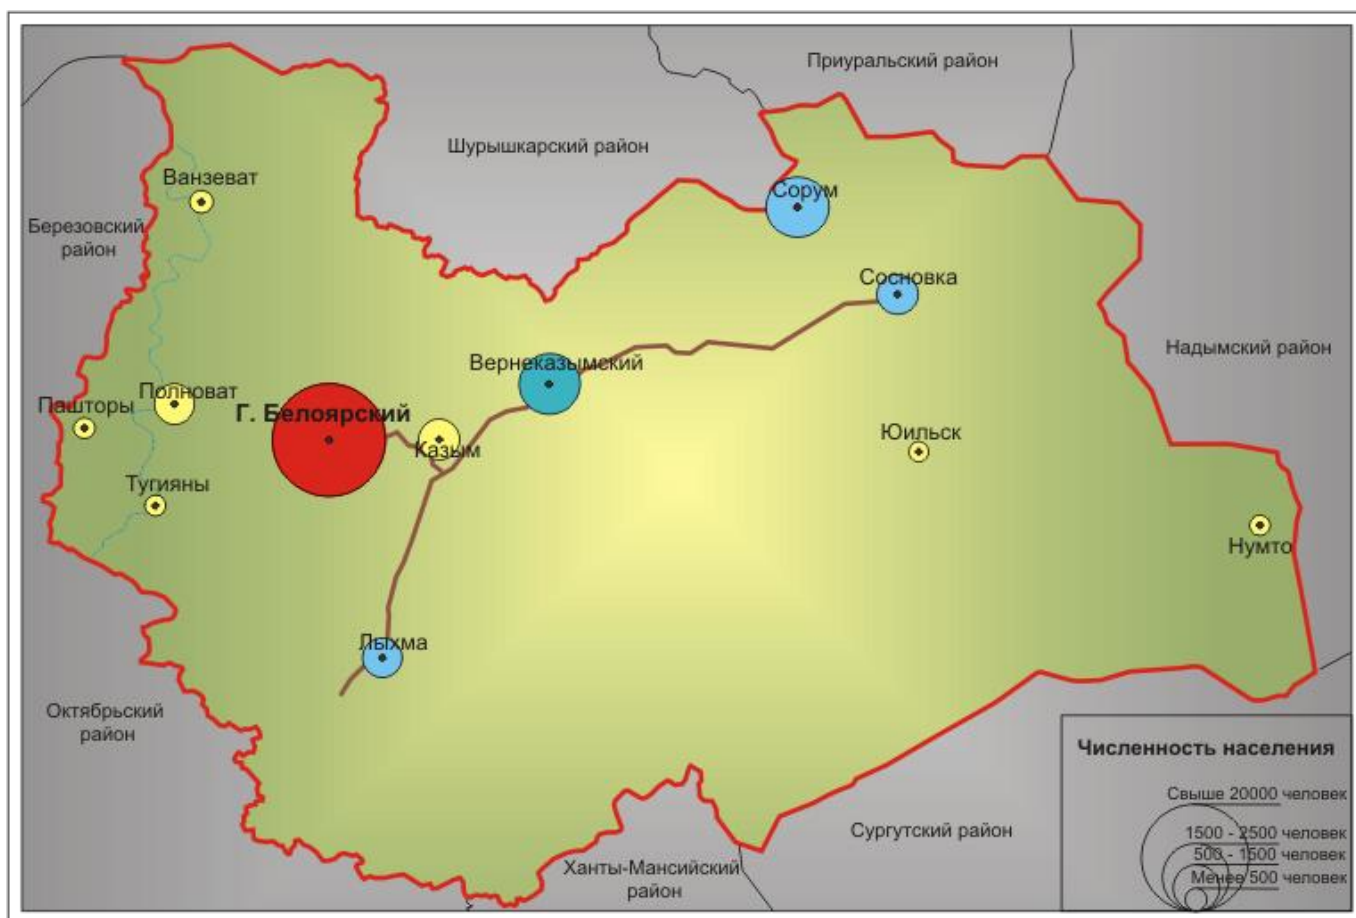 Приуральский район
Шурышкарский район
Ванзеват
Сорум
Березовский
район
Сосновка
Надымский район
Вернеказымский
Полноват
Пашторы
Г. Белоярский
Казым
Юильск
Тугияны
Нумто
Лыхма
Октябрьский
район
Численность населения
Свыше 20000 человек
1500 - 2500 человек
500 - 1500 человек
Менее 500 человек
Сургутский район
Ханты-Мансийский
район